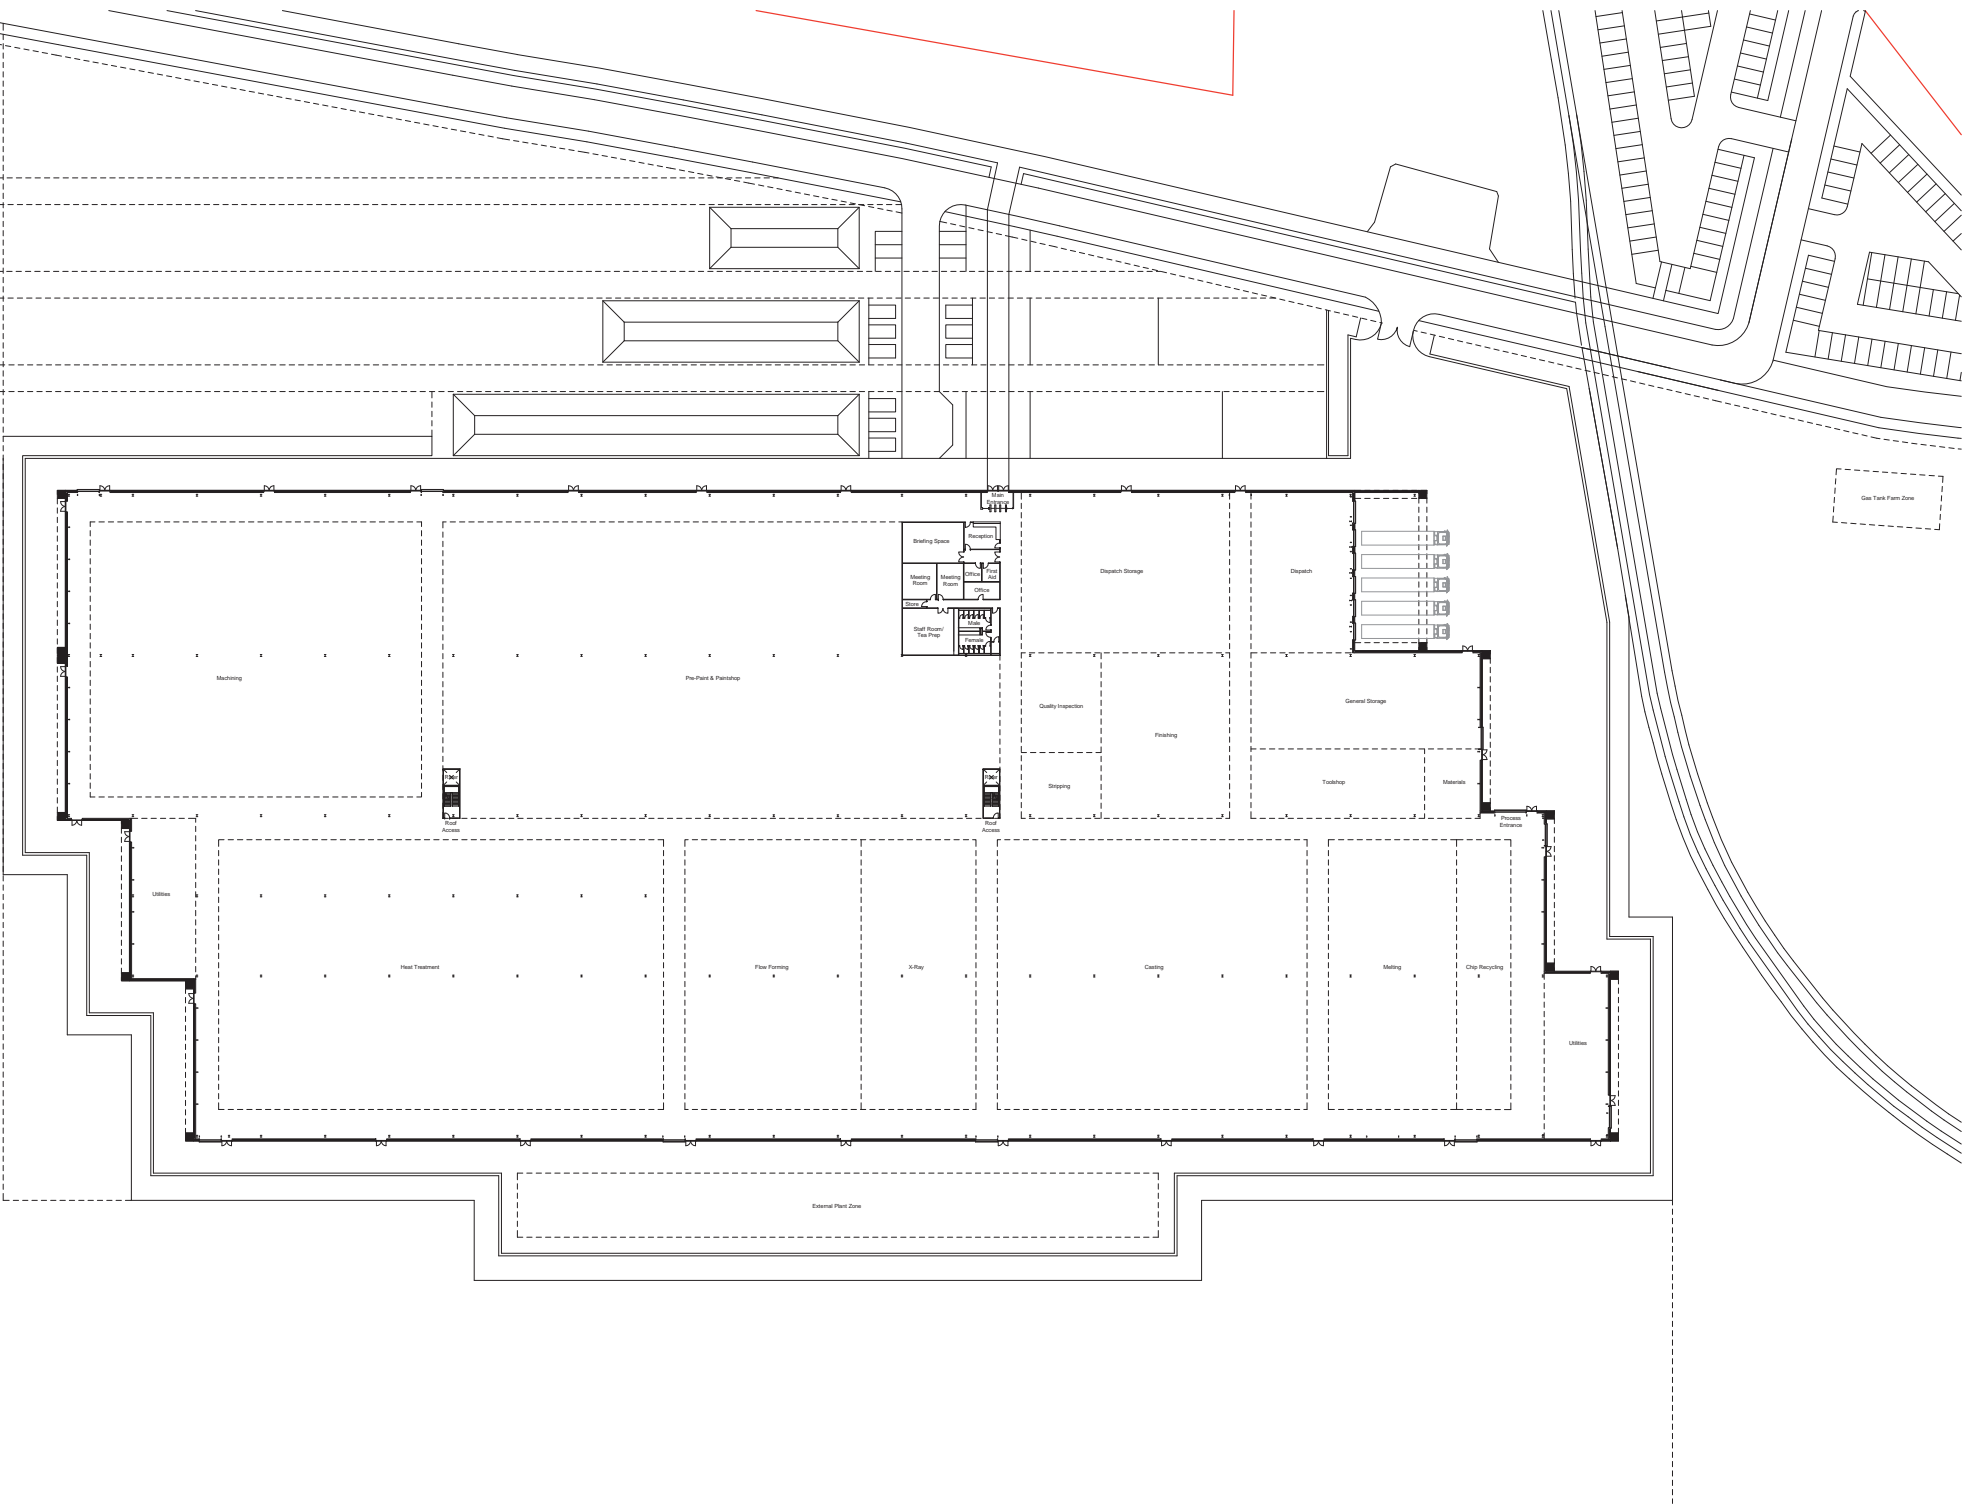 Gas Tank Farm Zone
Main
Entrance
Briefing Space
Reception
Meeting
Room
Meeting
Room
Office
First
Aid
Office
Store
Staff Room/
Tea Prep
Male
Female
Dispatch Storage
Dispatch
Machining
Pre-Paint & Paintshop
Quality Inspection
General Storage
Finishing
Stripping
Toolshop
Materials
Riser
Riser
Roof
Access
Roof
Access
Process
Entrance
Utilities
Heat Treatment
Flow Forming
X-Ray
Casting
Melting
Chip Recycling
Utilities
External Plant Zone